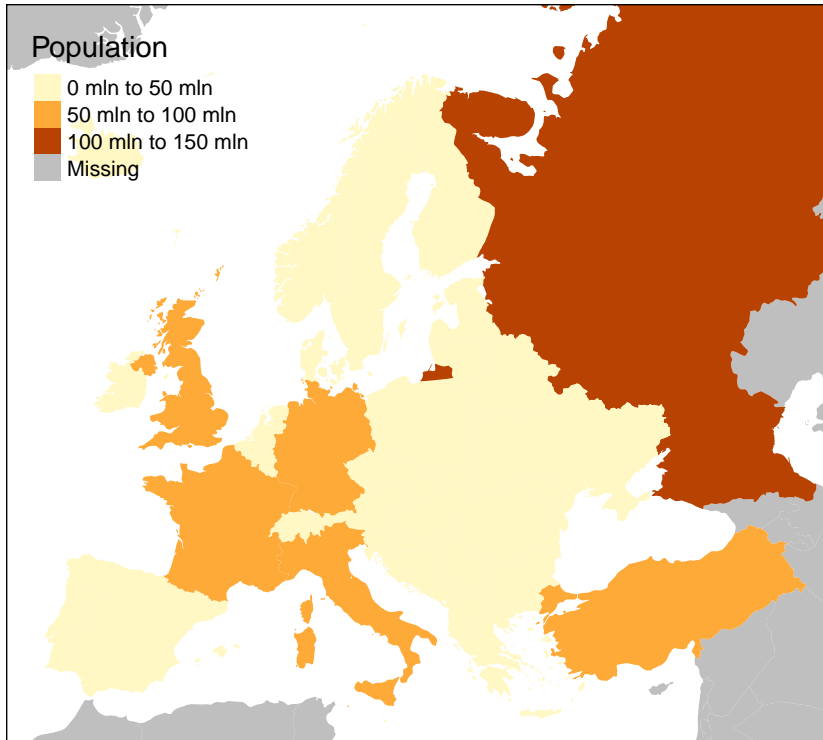 Population
0 mln to 50 mln
50 mln to 100 mln
100 mln to 150 mln
Missing